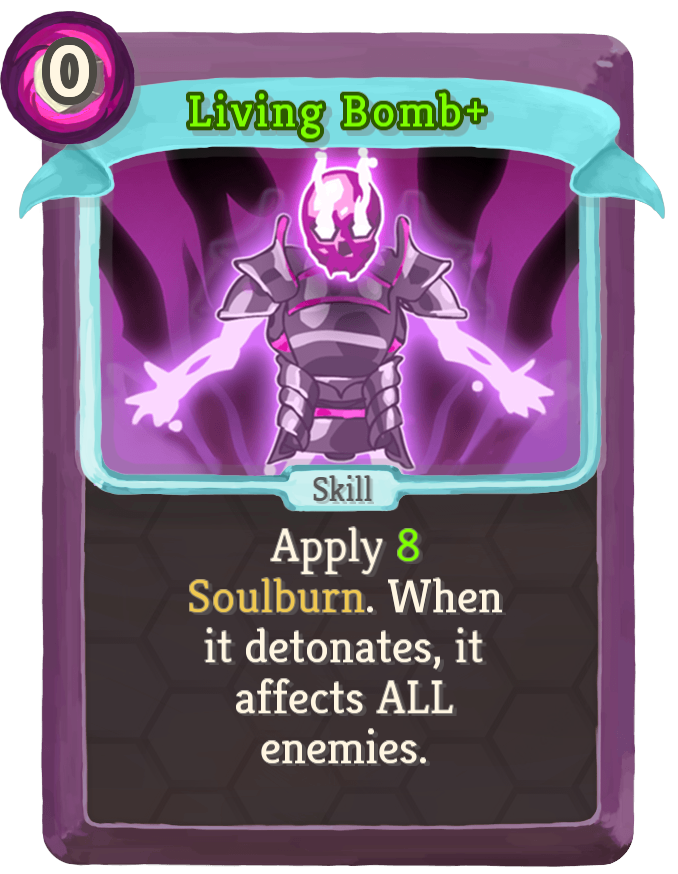 0
Living Bomb+
Skill
Apply 8
Soulburn. When
it detonates, it
affects ALL
enemies.